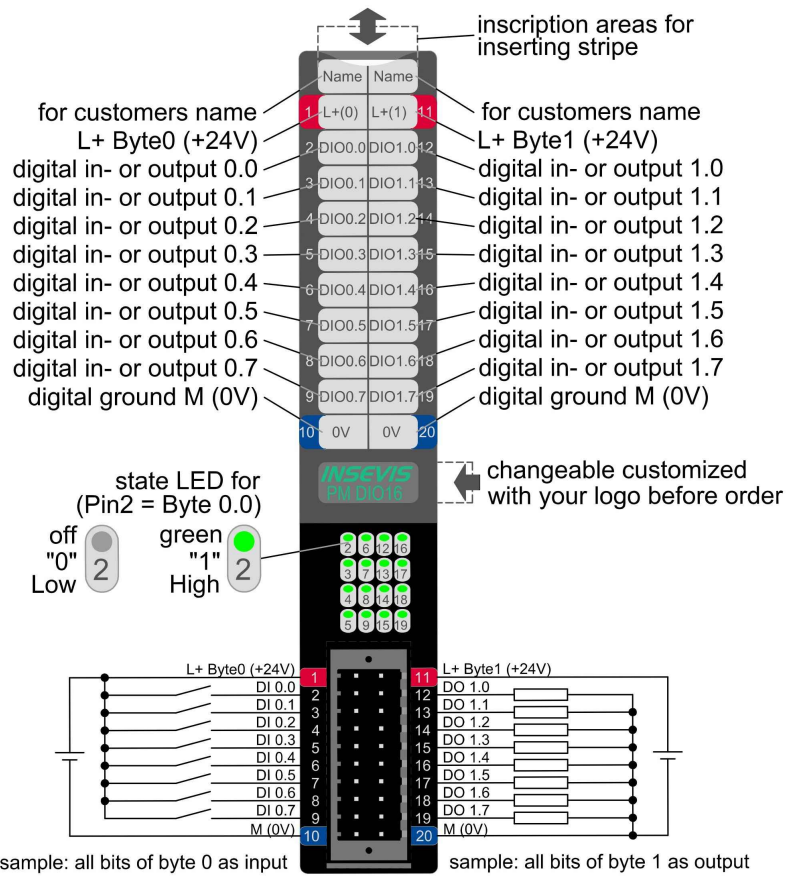 inscription areas for
inserting stripe
Name Name
for customers name
for customers name
1 L+(0) L+(1) 11
L+ Byte0 (+24V)
L+ Byte1 (+24V)
2 DIO0.0 DIO1.0 12
digital in- or output 0.0
digital in- or output 1.0
3 DIO0.1 DIO1.1 13
digital in- or output 0.1
digital in- or output 1.1
4 DIO0.2 DIO1.2 14
digital in- or output 0.2
digital in- or output 1.2
5 DIO0.3 DIO1.3 15
digital in- or output 0.3
digital in- or output 1.3
6 DIO0.4 DIO1.4 16
digital in- or output 0.4
digital in- or output 1.4
7 DIO0.5 DIO1.5 17
digital in- or output 0.5
digital in- or output 1.5
8 DIO0.6 DIO1.6 18
digital in- or output 0.6
digital in- or output 1.6
9 DIO0.7 DIO1.7 19
digital in- or output 0.7
digital in- or output 1.7
digital ground M (0V)
digital ground M (0V)
10 0V 0V 20
INSEVIS
PM DIO16
changeable customized
with your logo before order
state LED for
(Pin2 = Byte 0.0)
off
"0"
Low
2
green
"1"
High
2
2 6 12 16
3 7 13 17
4 8 14 18
5 9 15 19
L+ Byte0 (+24V) 1
DI 0.0 2
DI 0.1 3
DI 0.2 4
DI 0.3 5
DI 0.4 6
DI 0.5 7
DI 0.6 8
DI 0.7 9
M (0V) 10
11 L+ Byte1 (+24V)
12 DO 1.0
13 DO 1.1
14 DO 1.2
15 DO 1.3
16 DO 1.4
17 DO 1.5
18 DO 1.6
19 DO 1.7
20 M (0V)
sample: all bits of byte 0 as input
sample: all bits of byte 1 as output